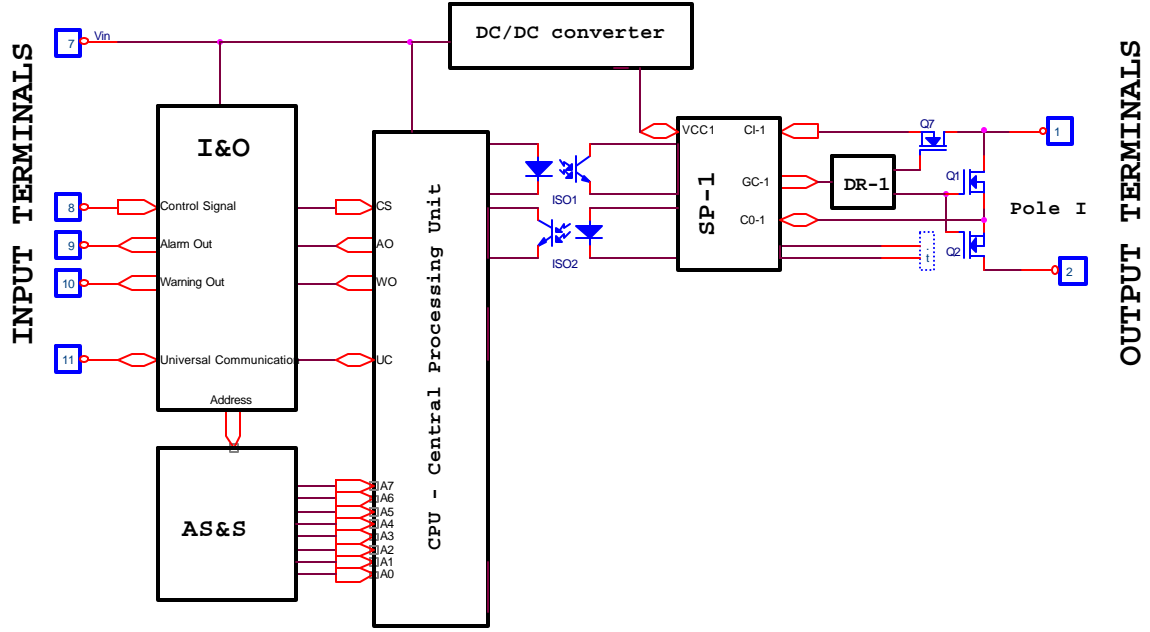 INPUT TERMINALS
7
Vin
DC/DC converter
I&O
8
Control Signal
9
Alarm Out
10
Warning Out
11
Universal Communication
Address
AS&S
CS
AO
WO
UC
A7
A6
A5
A4
A3
A2
A1
A0
CPU - Central Processing Unit
ISO1
ISO2
VCC1
CI-1
GC-1
C0-1
SP-1
DR-1
Q7
Q1
Q2
t
1
Pole I
2
OUTPUT TERMINALS